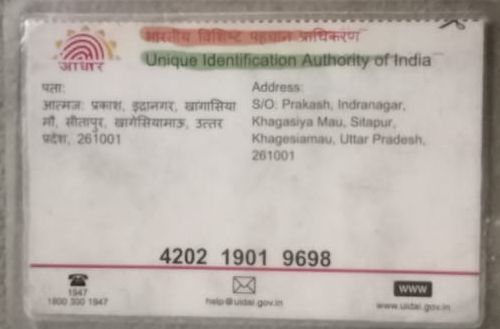 भारतीय विशिष्ट पहचान प्राधिकरण
Unique Identification Authority of India
आधार
पता:
आत्मज: प्रकाश, इंद्रानगर, खागसिया
मौ, सीतापुर, खागेसियामऊ, उत्तर
प्रदेश, 261001
Address:
S/O: Prakash, Indranagar,
Khagasiya Mau, Sitapur,
Khagesiamau, Uttar Pradesh,
261001
4202 1901 9698
1947
1800 300 1947
help@uidai.gov.in
www
www.uidai.gov.in